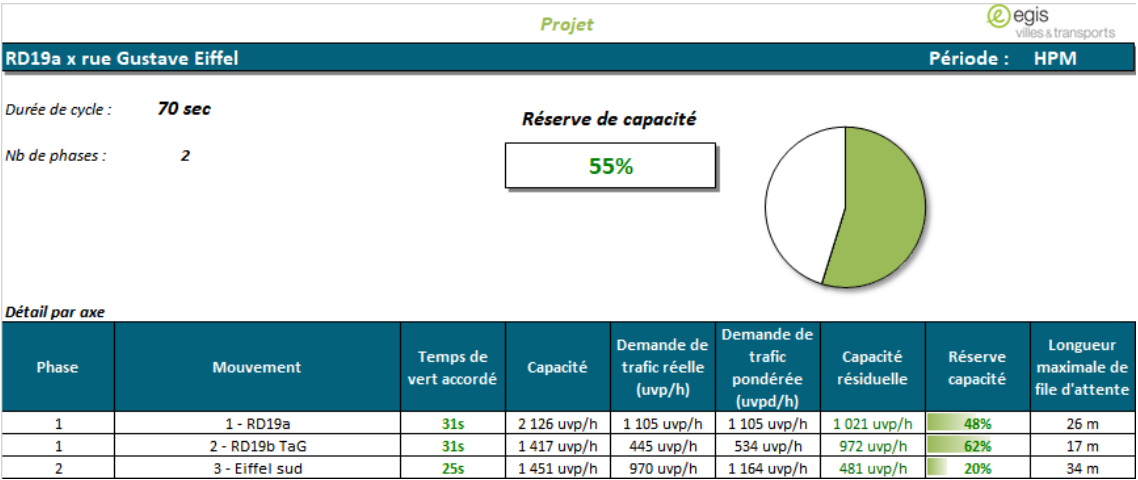 Projet
egis
villes & transports
RD19a x rue Gustave Eiffel Période : HPM
Durée de cycle : 70 sec
Réserve de capacité
Nb de phases : 2
55%
Détail par axe
Phase Mouvement Temps de vert accordé Capacité Demande de trafic réelle (uvp/h) Demande de trafic pondérée (uvpd/h) Capacité résiduelle Réserve capacité Longueur maximale de file d'attente
1 1 - RD19a 31s 2 126 uvp/h 1 105 uvp/h 1 105 uvp/h 1 021 uvp/h 48% 26 m
1 2 - RD19b TaG 31s 1 417 uvp/h 445 uvp/h 534 uvp/h 972 uvp/h 62% 17 m
2 3 - Eiffel sud 25s 1 451 uvp/h 970 uvp/h 1 164 uvp/h 481 uvp/h 20% 34 m